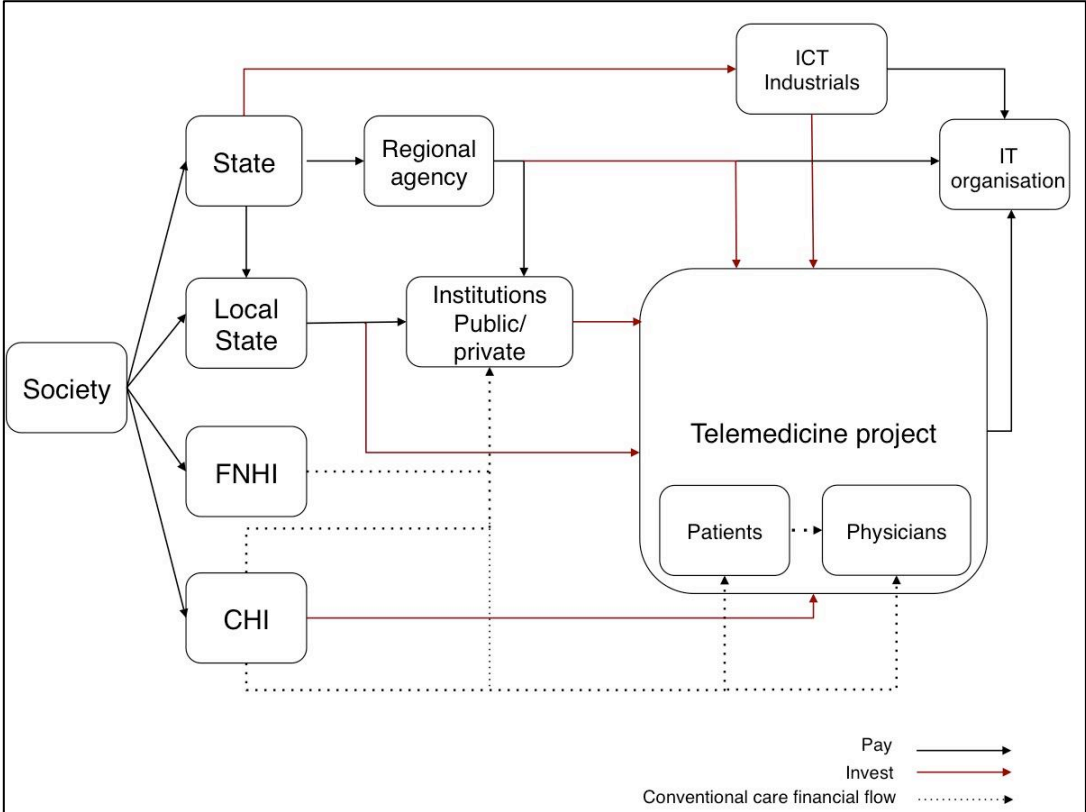 ICT
Industrials
State
Regional
agency
IT
organisation
Local
State
Institutions
Public/
private
Society
Telemedicine project
FNHI
Patients
Physicians
CHI
Pay
Invest
Conventional care financial flow